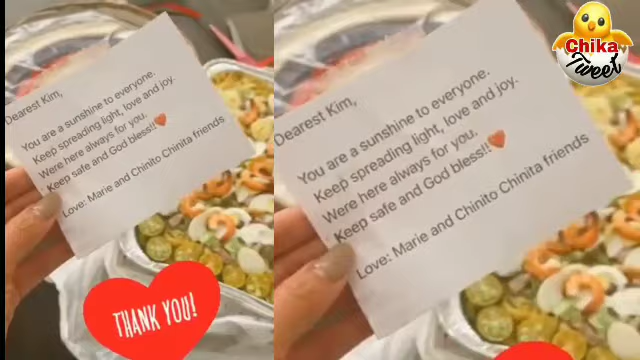 Dearest Kim,
You are a sunshine to everyone.
Keep spreading light, love and joy.
Were here always for you.
Keep safe and God bless!!❤️
Love: Marie and Chinito Chinita friends
THANK YOU!
Dearest Kim,
You are a sunshine to everyone.
Keep spreading light, love and joy.
Were here always for you.
Keep safe and God bless!!❤️
Love: Marie and Chinito Chinita friends
Chika
Tweet